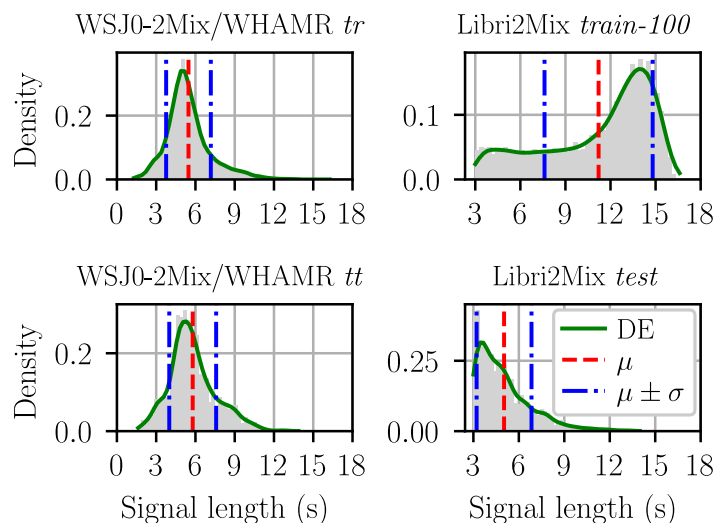 WSJ0-2Mix/WHAMR tr
Density
0.2
0.0
0 3 6 9 12 15 18
Libri2Mix train-100
0.1
0.0
3 6 9 12 15 18
WSJ0-2Mix/WHAMR tt
Density
0.2
0.0
0 3 6 9 12 15 18
Signal length (s)
Libri2Mix test
DE
μ
μ ± σ
0.25
0.00
3 6 9 12 15 18
Signal length (s)